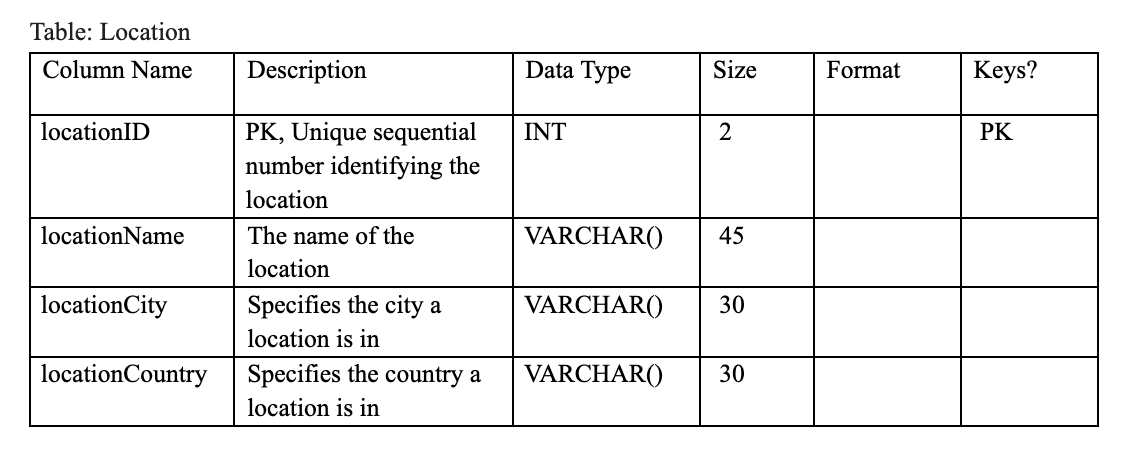 Table: Location
Column Name Description Data Type Size Format Keys?
locationID PK, Unique sequential INT 2 PK
number identifying the
location
locationName The name of the VARCHAR() 45
location
locationCity Specifies the city a VARCHAR() 30
location is in
locationCountry Specifies the country a VARCHAR() 30
location is in